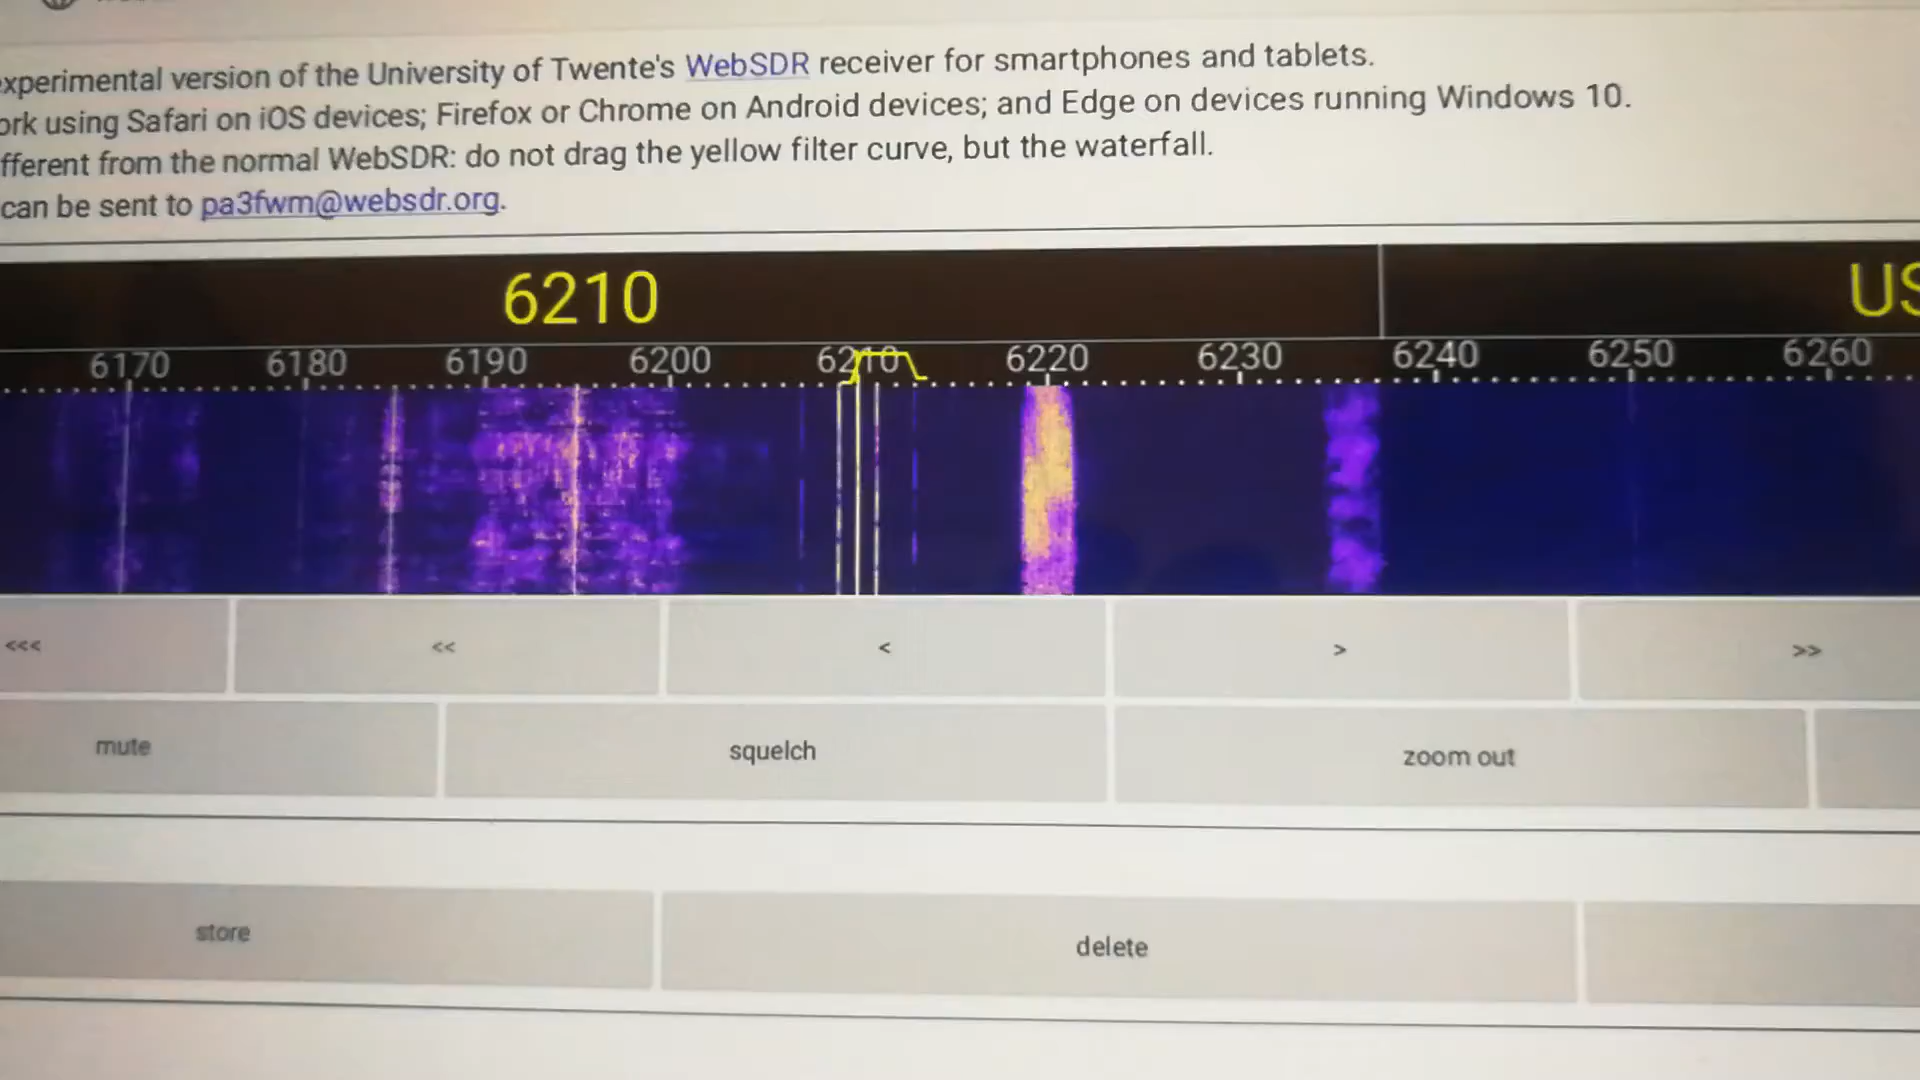 experimental version of the University of Twente's WebSDR receiver for smartphones and tablets.
ork using Safari on iOS devices; Firefox or Chrome on Android devices; and Edge on devices running Windows 10.
fferent from the normal WebSDR: do not drag the yellow filter curve, but the waterfall.
can be sent to pa3fwm@websdr.org.
6210 US
6170 6180 6190 6200 6210 6220 6230 6240 6250 6260
<<< << < > >>
mute squelch zoom out
store delete